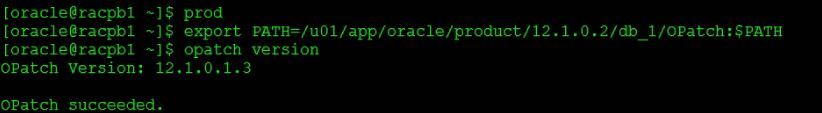 [oracle@racpb1 ~]$ prod
[oracle@racpb1 ~]$ export PATH=/u01/app/oracle/product/12.1.0.2/db_1/OPatch:$PATH
[oracle@racpb1 ~]$ opatch version
OPatch Version: 12.1.0.1.3
OPatch succeeded.